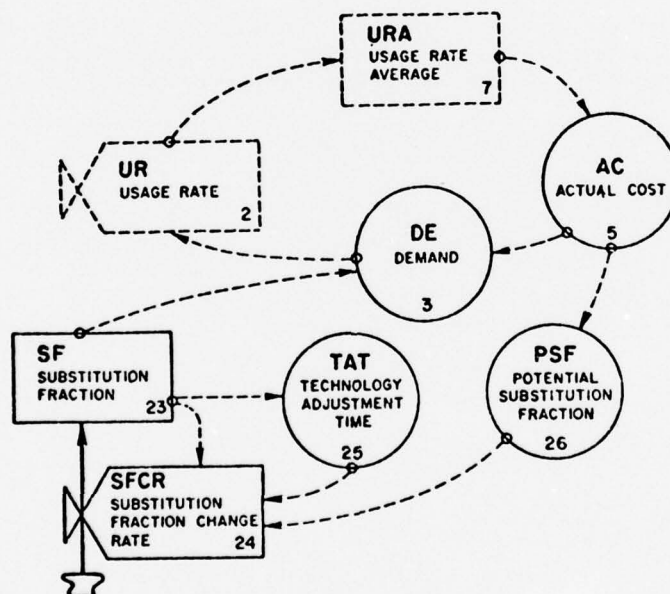 URA
USAGE RATE
AVERAGE
7
UR
USAGE RATE
2
AC
ACTUAL COST
5
DE
DEMAND
3
SF
SUBSTITUTION
FRACTION
23
TAT
TECHNOLOGY
ADJUSTMENT
TIME
25
PSF
POTENTIAL
SUBSTITUTION
FRACTION
26
SFCR
SUBSTITUTION
FRACTION CHANGE
RATE
24